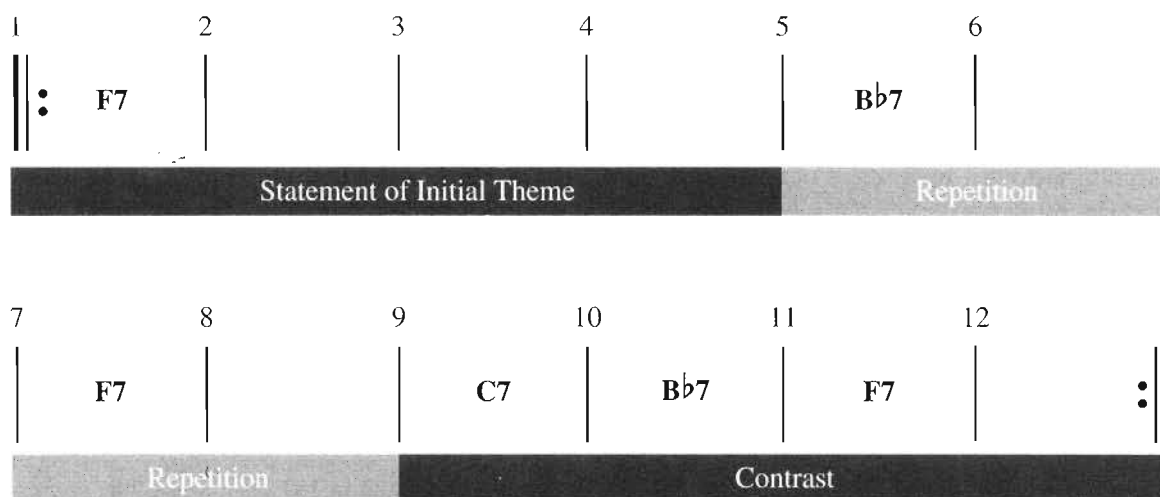 1 2 3 4 5 6
F7 B♭7
Statement of Initial Theme Repetition
7 8 9 10 11 12
F7 C7 B♭7 F7
Repetition Contrast